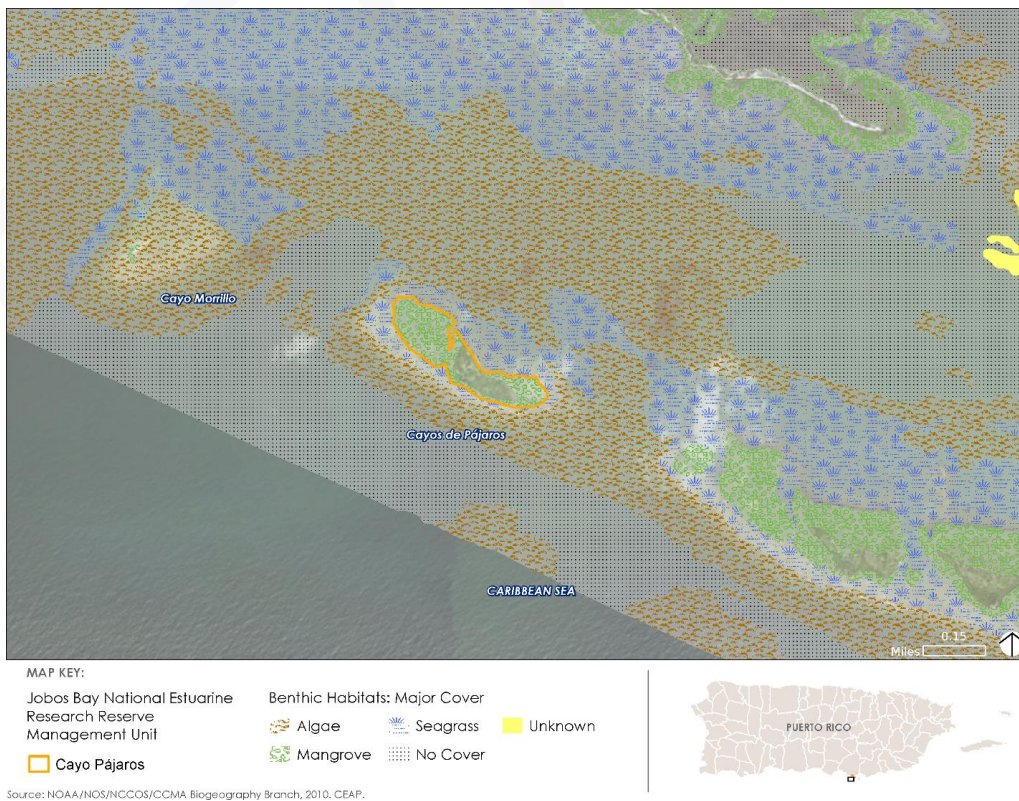 Cayo Morrillo
Cayos de Pájaros
CARIBBEAN SEA
0.15
Miles
MAP KEY:
Jobos Bay National Estuarine
Research Reserve
Management Unit
Cayo Pájaros
Benthic Habitats: Major Cover
Algae
Seagrass
Unknown
Mangrove
No Cover
PUERTO RICO
Source: NOAA/NOS/NCCOS/CCMA Biogeography Branch, 2010. CEAP.